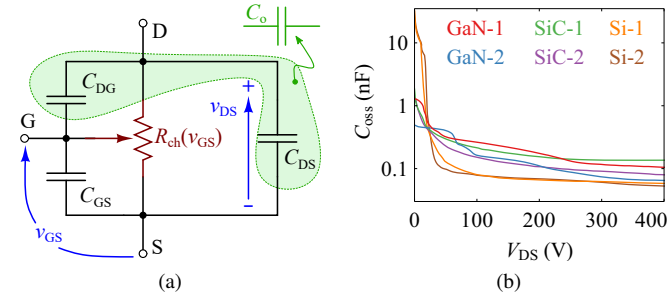 C_o
D
C_DG
+
v_DS
G
R_ch(v_GS)
C_DS
C_GS
-
v_GS
S
(a)
GaN-1 SiC-1 Si-1
GaN-2 SiC-2 Si-2
C_oss (nF)
10
1
0.1
0 100 200 300 400
V_DS (V)
(b)